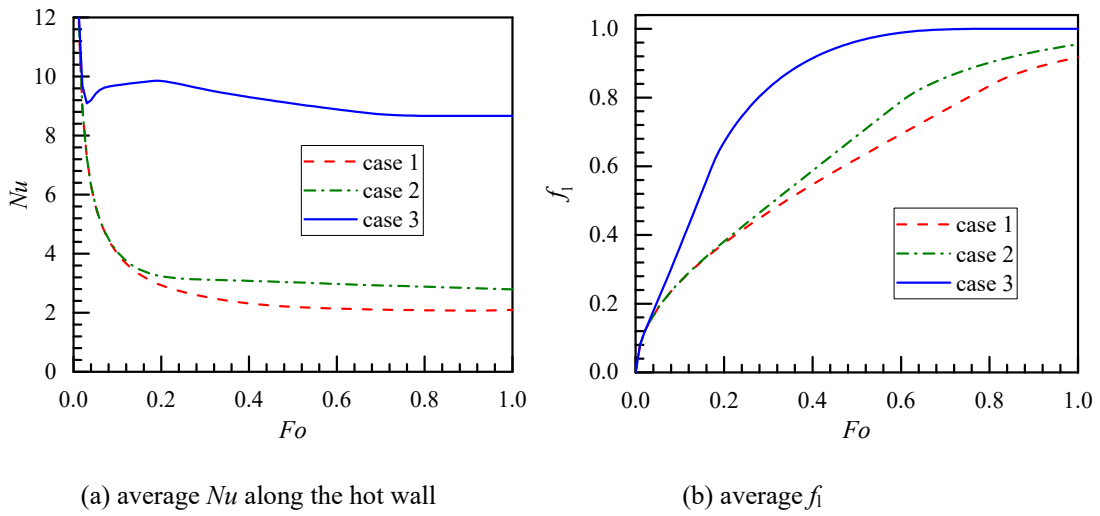 12
10
8
6
4
2
0
Nu
case 1
case 2
case 3
0.0 0.2 0.4 0.6 0.8 1.0
Fo
(a) average Nu along the hot wall
1.0
0.8
0.6
0.4
0.2
0.0
fl
case 1
case 2
case 3
0.0 0.2 0.4 0.6 0.8 1.0
Fo
(b) average fl